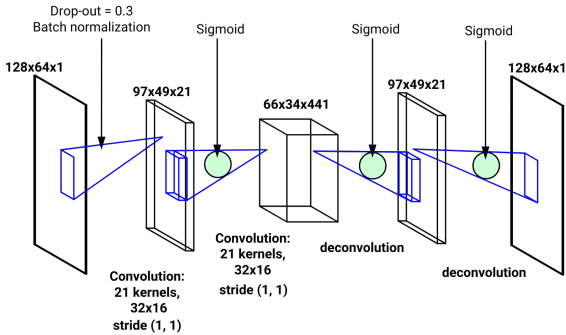 Drop-out = 0.3
Batch normalization
Sigmoid
Sigmoid
Sigmoid
128x64x1
97x49x21
66x34x441
97x49x21
128x64x1
Convolution:
21 kernels,
32x16
stride (1, 1)
Convolution:
21 kernels,
32x16
stride (1, 1)
deconvolution
deconvolution